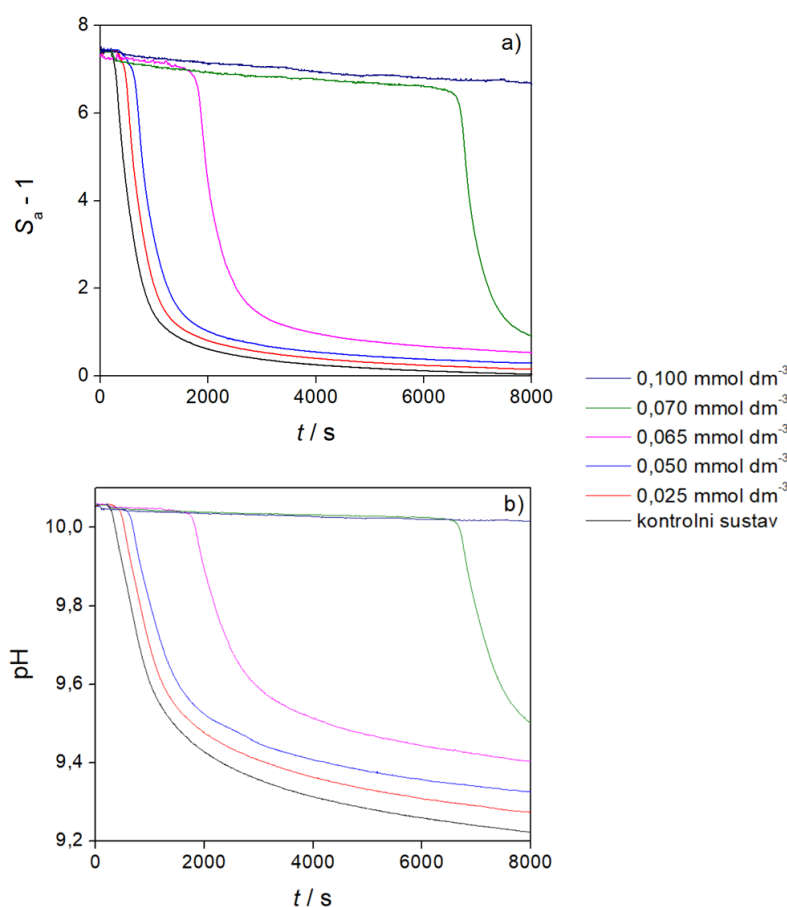 a)
8
6
4
2
0
Sa - 1
0 2000 4000 6000 8000
t / s
0,100 mmol dm⁻³
0,070 mmol dm⁻³
0,065 mmol dm⁻³
0,050 mmol dm⁻³
0,025 mmol dm⁻³
kontrolni sustav
b)
10,0
9,8
9,6
9,4
9,2
pH
0 2000 4000 6000 8000
t / s